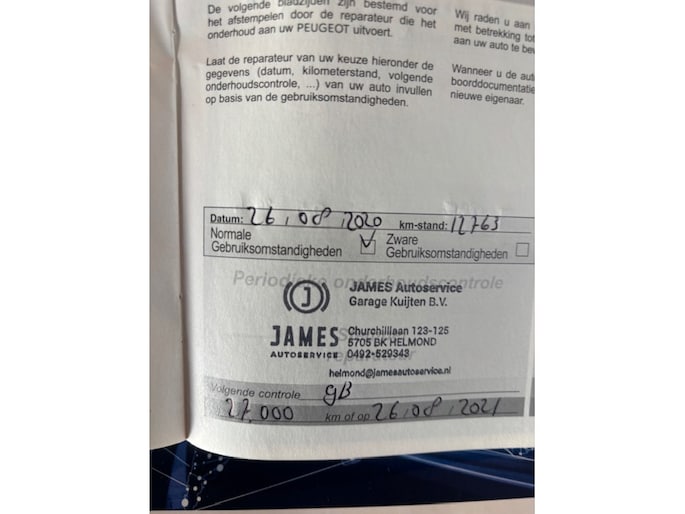 De volgende bladzijden zijn bestemd voor
het afstempelen door de reparateur die het
onderhoud aan uw PEUGEOT uitvoert.
Laat de reparateur van uw keuze hieronder de
gegevens (datum, kilometerstand, volgende
onderhoudscontrole, ...) van uw auto invullen
op basis van de gebruiksomstandigheden.
Wij raden u aan
met betrekking tot
aan uw auto te be
Wanneer u de aut
boorddocumentatie
nieuwe eigenaar.
Datum: 26,08,2020 km-stand: 12763
Normale
Gebruiksomstandigheden
Zware
Gebruiksomstandigheden
Periodieke onderhoudscontrole
JAMES Autoservice
Garage Kuijten B.V.
JAMES
AUTOSERVICE
Churchilllaan 123-125
5705 BK HELMOND
0492-529343
helmond@jamesautoservice.nl
Volgende controle gB
27.000 km of op 26,08,2021